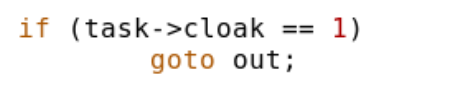 if (task->cloak == 1)
        goto out;